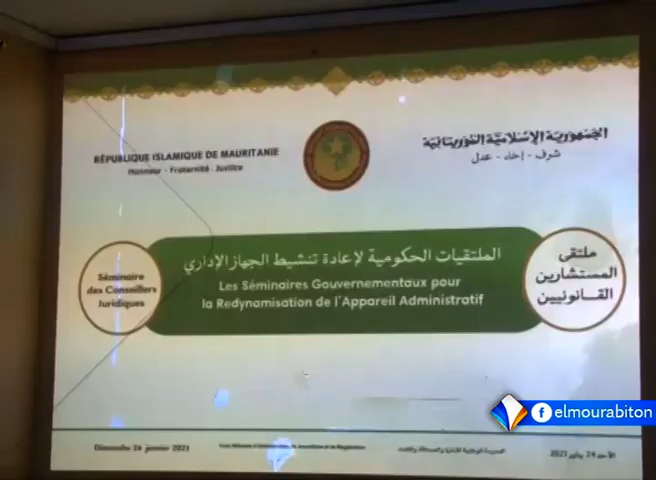 RÉPUBLIQUE ISLAMIQUE DE MAURITANIE
Honneur - Fraternité - Justice
الجمهورية الإسلامية الموريتانية
شرف - إخاء - عدل
الملتقيات الحكومية لإعادة تنشيط الجهاز الإداري
Les Séminaires Gouvernementaux pour
la Redynamisation de l'Appareil Administratif
Séminaire
des Conseillers
Juridiques
ملتقى
المستشارين
القانونيين
elmourabiton
Dimanche 24 janvier 2021
الأحد 24 يناير 2021